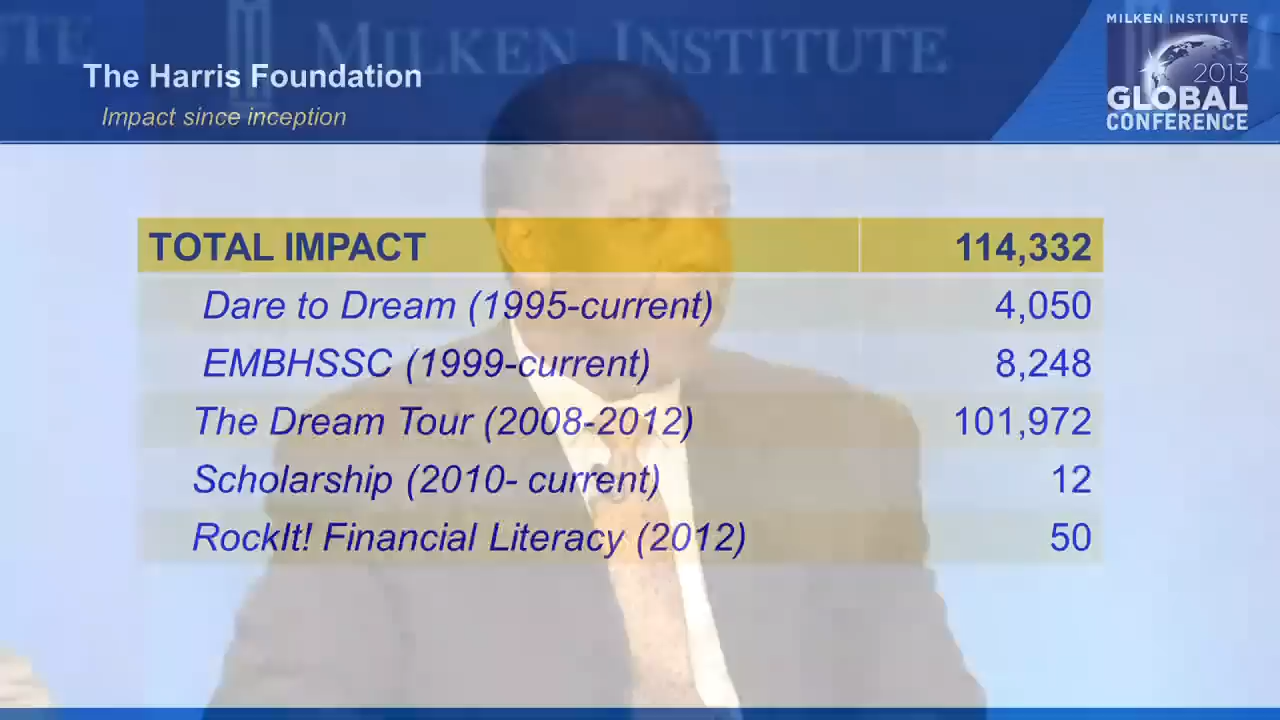 MILKEN INSTITUTE
MILKEN INSTITUTE
The Harris Foundation
2013
Impact since inception
GLOBAL
CONFERENCE
TOTAL IMPACT 114,332
Dare to Dream (1995-current) 4,050
EMBHSSC (1999-current) 8,248
The Dream Tour (2008-2012) 101,972
Scholarship (2010- current) 12
RockIt! Financial Literacy (2012) 50